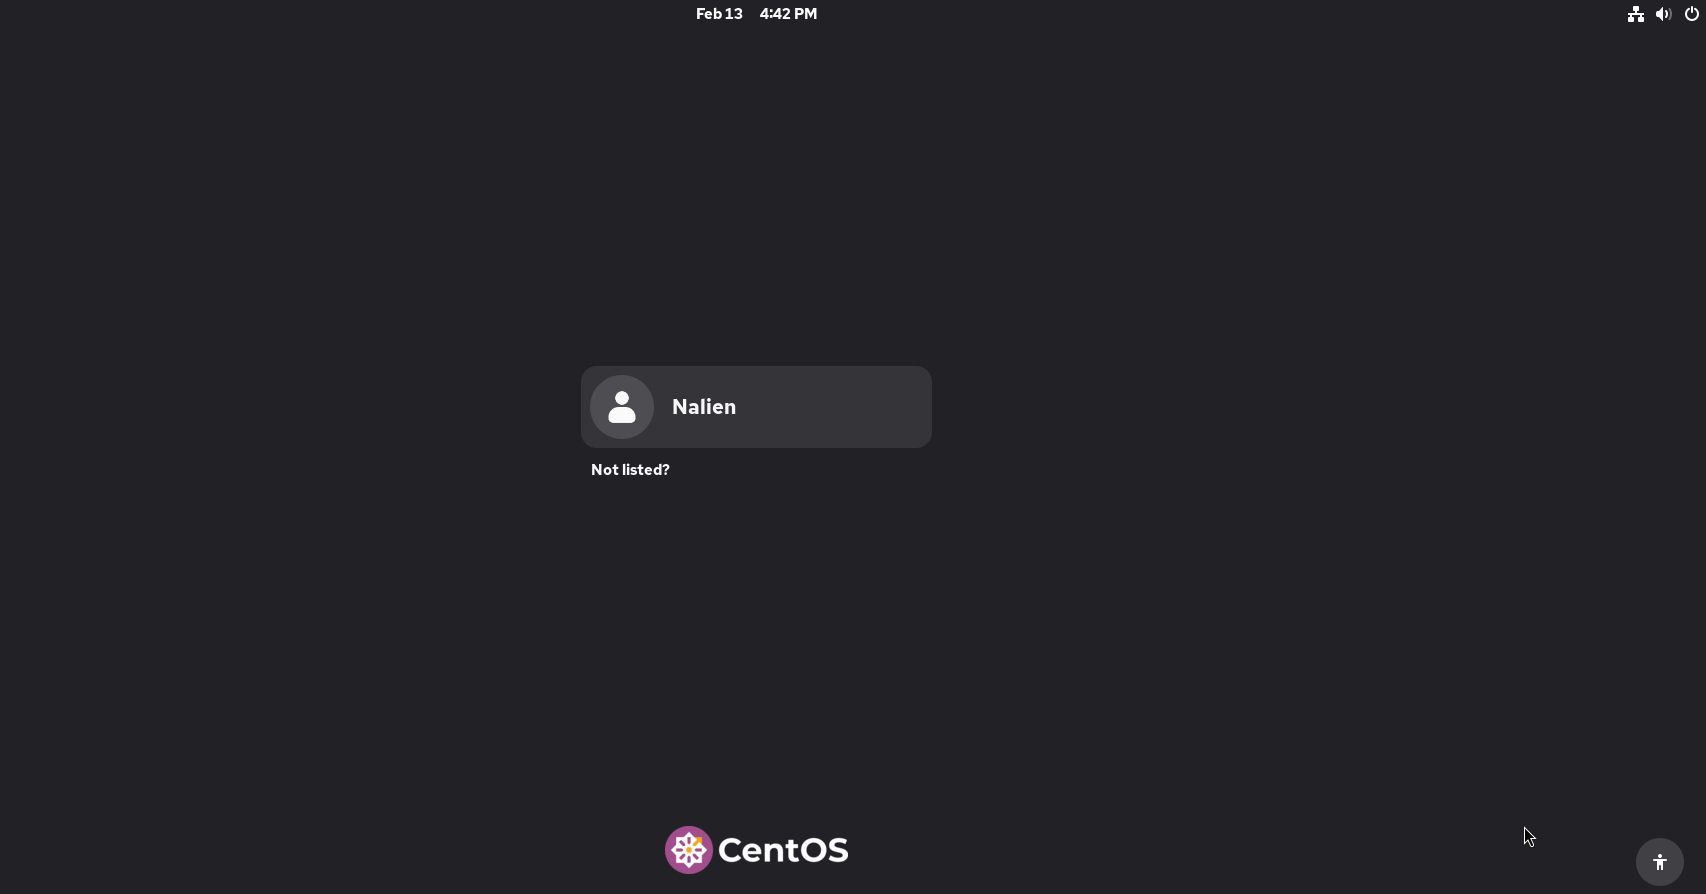 Feb 13 4:42 PM
Nalien
Not listed?
CentOS